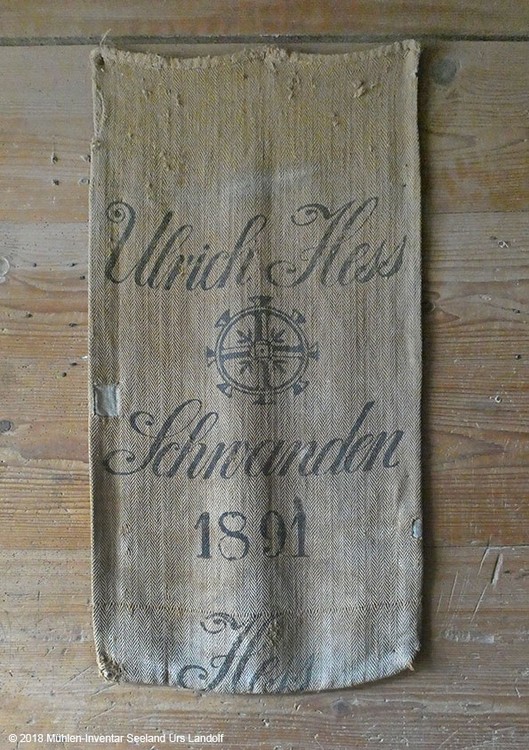 Ulrich Hess
Schwanden
1891
Hess
© 2018 Mühlen-Inventar Seeland Urs Landolf